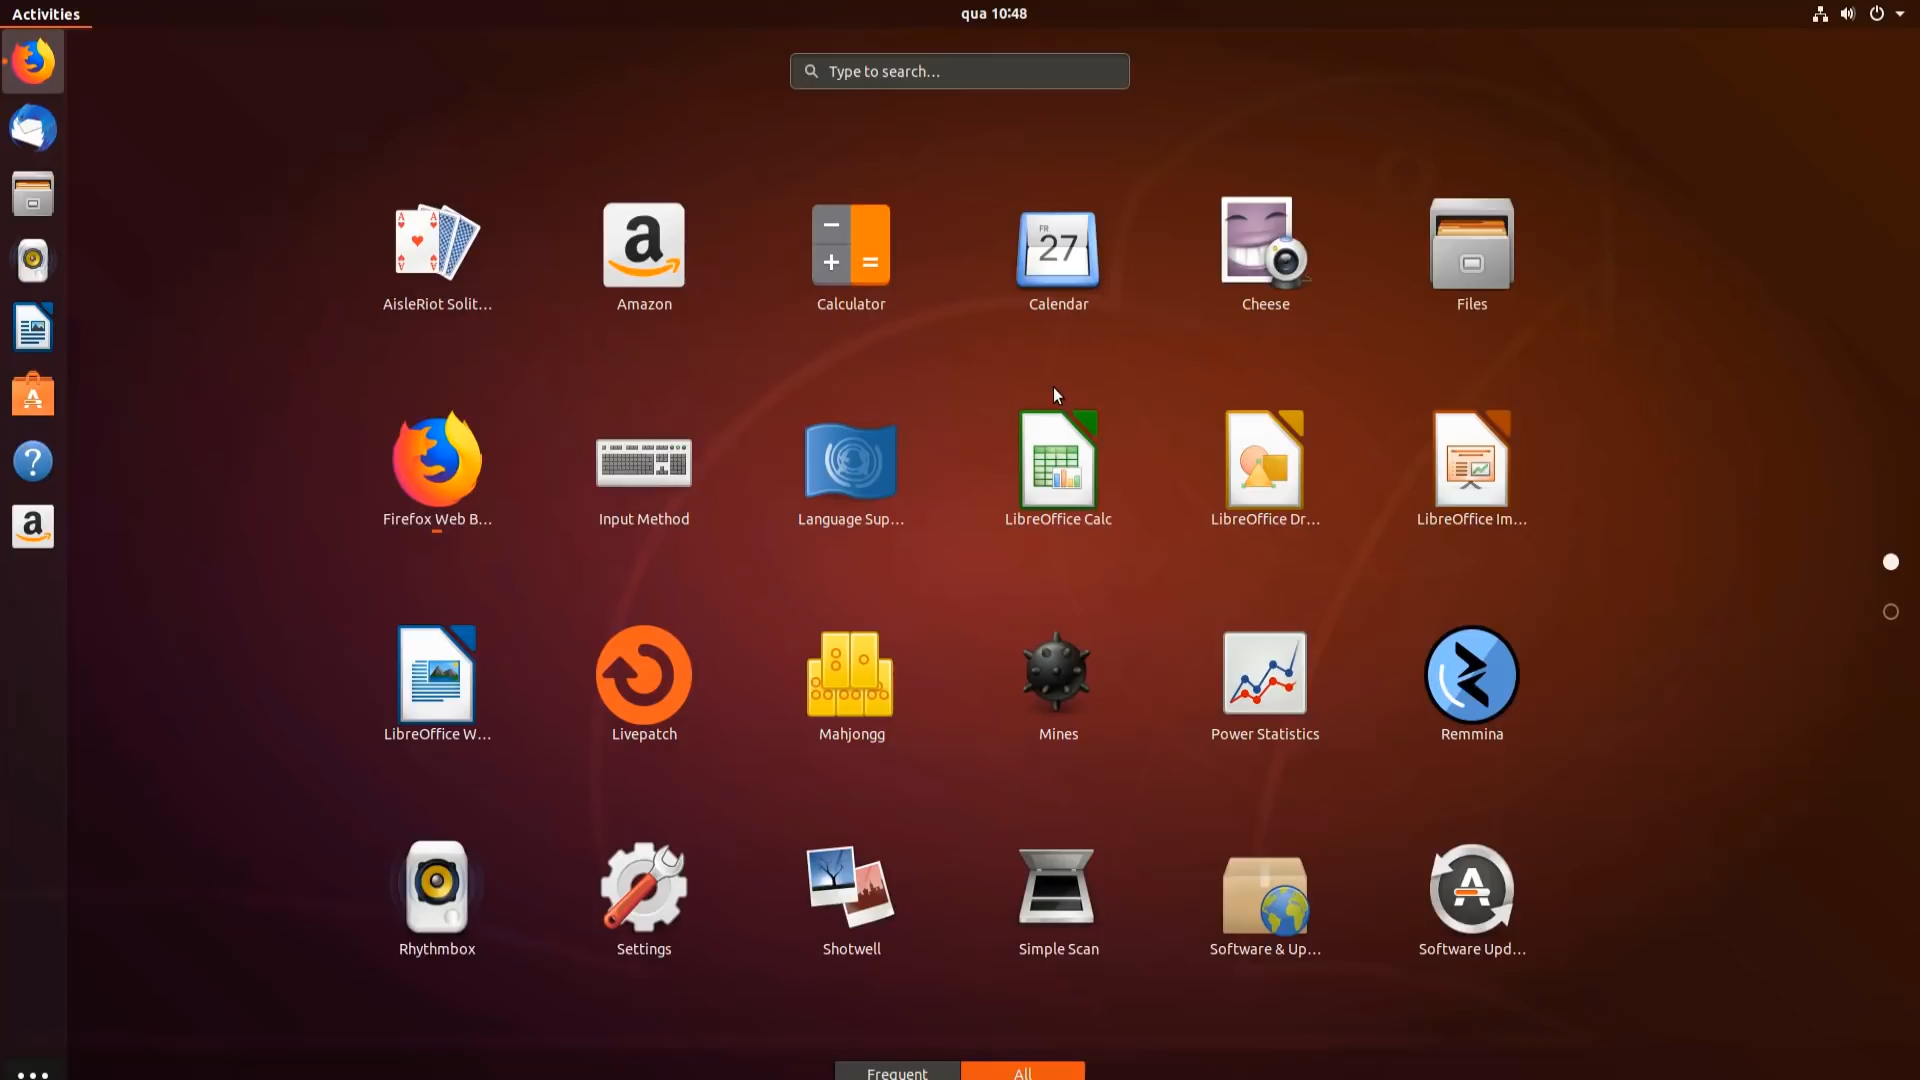 Activities
qua 10:48
Type to search...
AisleRiot Solit...
Amazon
Calculator
Calendar
Cheese
Files
Firefox Web B...
Input Method
Language Sup...
LibreOffice Calc
LibreOffice Dr...
LibreOffice Im...
LibreOffice W...
Livepatch
Mahjongg
Mines
Power Statistics
Remmina
Rhythmbox
Settings
Shotwell
Simple Scan
Software & Up...
Software Upd...
Frequent
All
FR
27